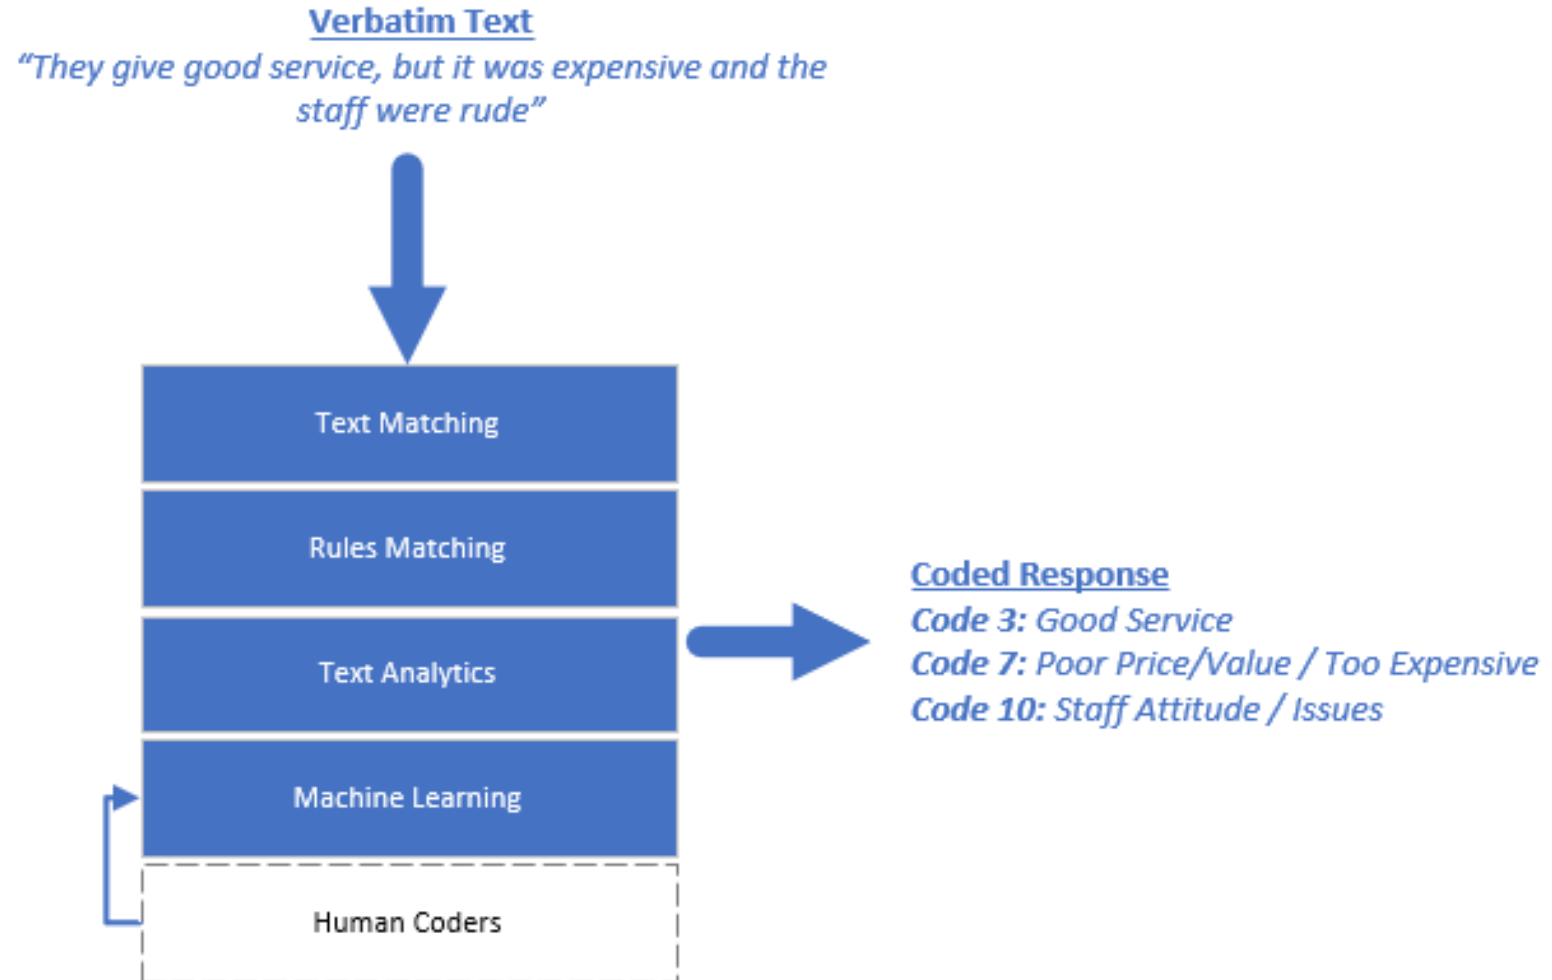 Verbatim Text
“They give good service, but it was expensive and the
staff were rude”
Text Matching
Rules Matching
Text Analytics
Machine Learning
Human Coders
Coded Response
Code 3: Good Service
Code 7: Poor Price/Value / Too Expensive
Code 10: Staff Attitude / Issues